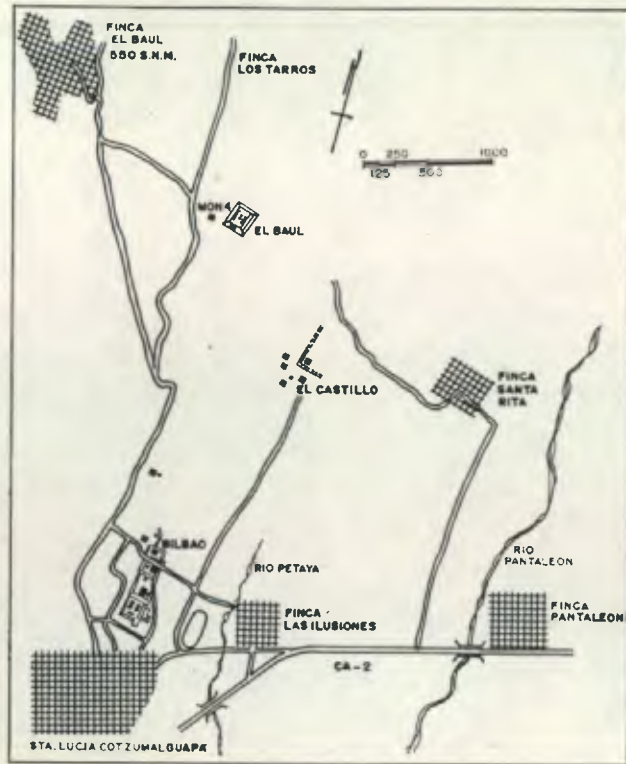 FINCA
EL BAUL
550 S.N.M.
FINCA
LOS TARROS
0 250 1000
125 500
MON 4
EL BAUL
EL CASTILLO
FINCA
SANTA
RITA
BILBAO
RIO PETAYA
RIO
PANTALEON
FINCA
LAS ILUSIONES
FINCA
PANTALEON
CA-2
STA. LUCIA COTZUMALGUAPA